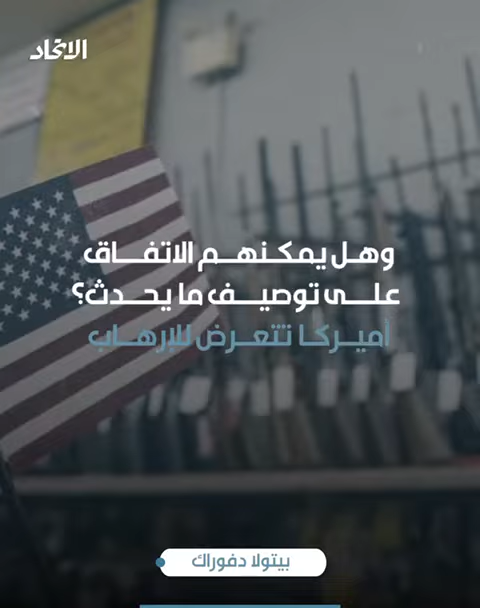 الاتحاد
وهل يمكنهم الاتفاق
على توصيف ما يحدث؟
أميركا تتعرض للإرهاب
بيتولا دفوراك